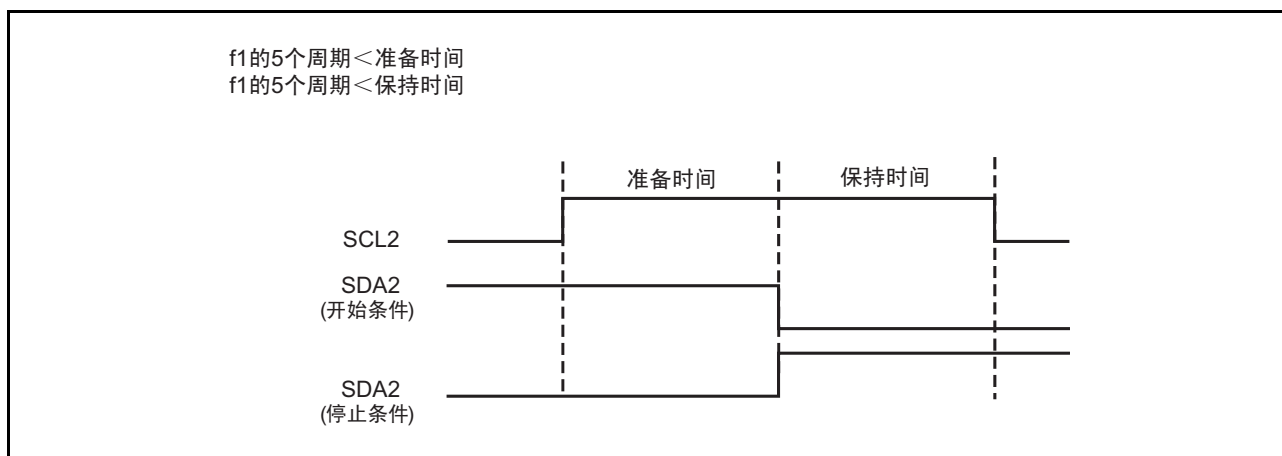 f1的5个周期＜准备时间
f1的5个周期＜保持时间
准备时间
保持时间
SCL2
SDA2
(开始条件)
SDA2
(停止条件)